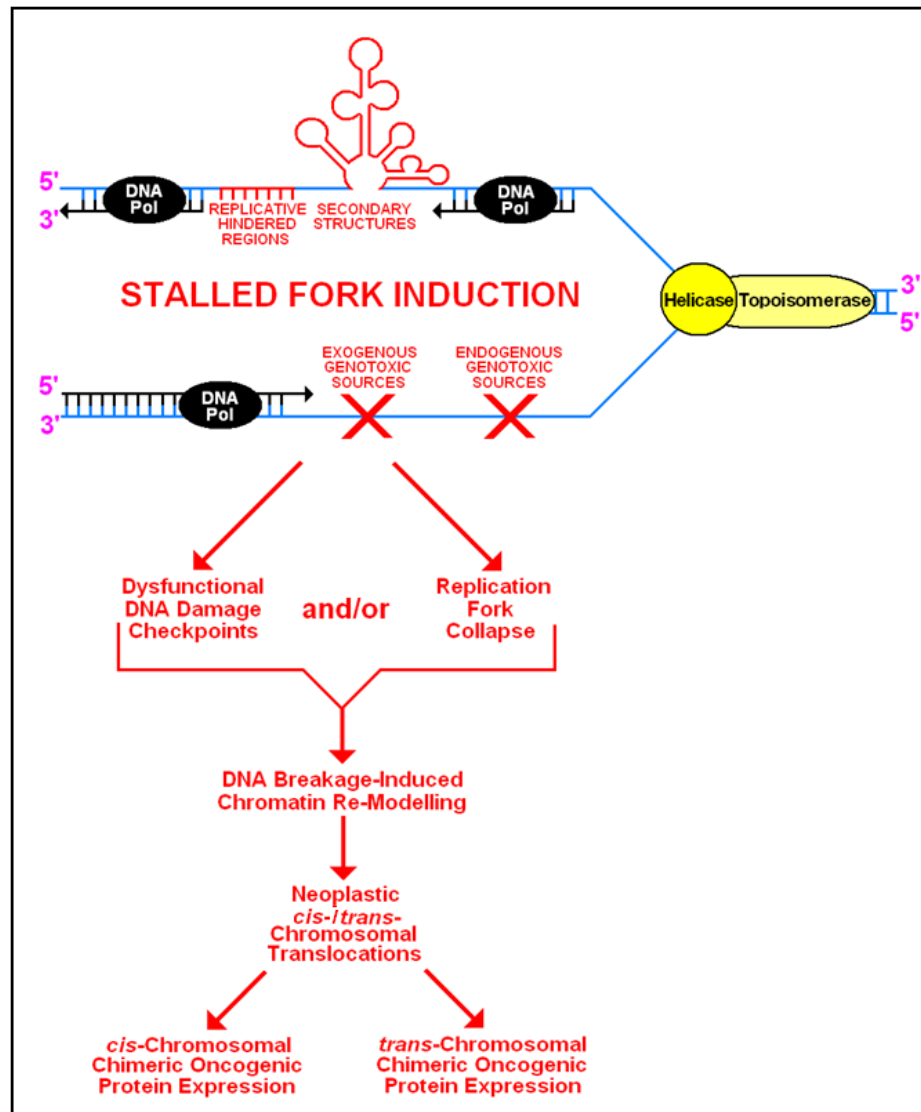 5'
3'
DNA
Pol
REPLICATIVE
HINDERED
REGIONS
SECONDARY
STRUCTURES
DNA
Pol
STALLED FORK INDUCTION
Helicase
Topoisomerase
3'
5'
EXOGENOUS
GENOTOXIC
SOURCES
ENDOGENOUS
GENOTOXIC
SOURCES
5'
3'
DNA
Pol
Dysfunctional
DNA Damage
Checkpoints
and/or
Replication
Fork
Collapse
DNA Breakage-Induced
Chromatin Re-Modelling
Neoplastic
cis-/trans-
Chromosomal
Translocations
cis-Chromosomal
Chimeric Oncogenic
Protein Expression
trans-Chromosomal
Chimeric Oncogenic
Protein Expression